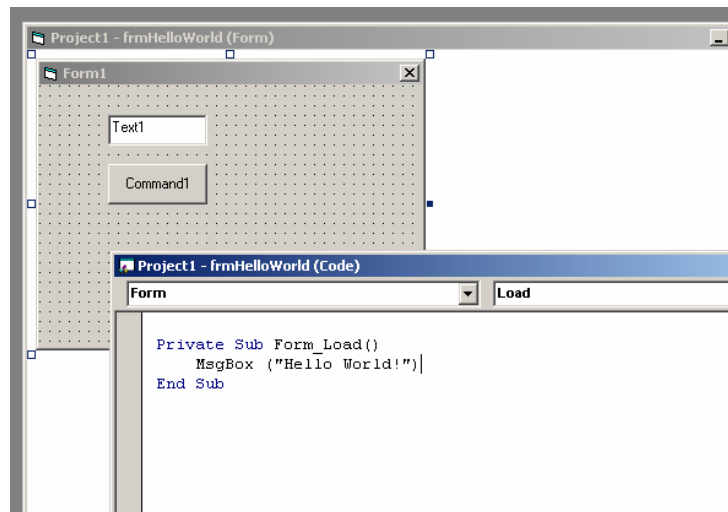 Project1 - frmHelloWorld (Form)
Form1
Text1
Command1
Project1 - frmHelloWorld (Code)
Form Load
Private Sub Form_Load()
MsgBox ("Hello World!")
End Sub